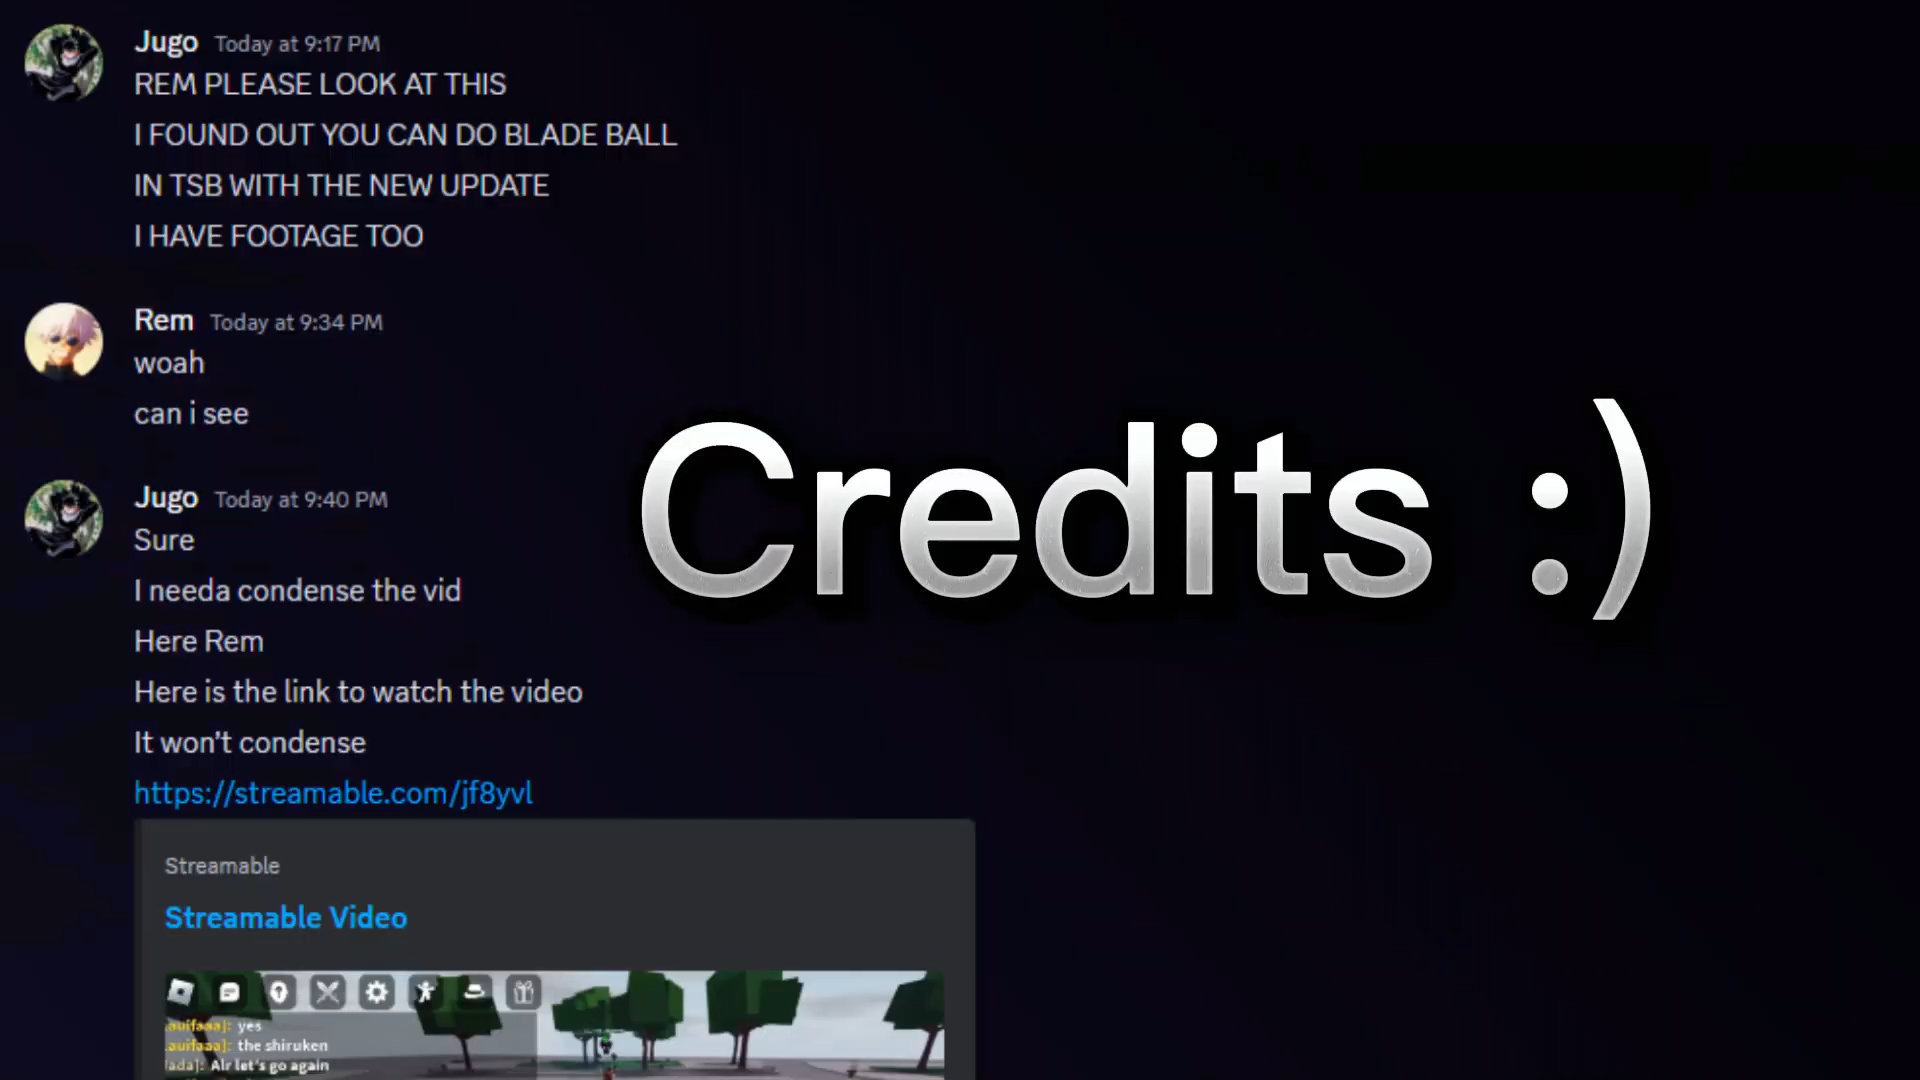 Jugo Today at 9:17 PM
REM PLEASE LOOK AT THIS
I FOUND OUT YOU CAN DO BLADE BALL
IN TSB WITH THE NEW UPDATE
I HAVE FOOTAGE TOO
Rem Today at 9:34 PM
woah
can i see
Credits :)
Jugo Today at 9:40 PM
Sure
I needa condense the vid
Here Rem
Here is the link to watch the video
It won't condense
https://streamable.com/jf8yvl
Streamable
Streamable Video
auifaaa]: yes
auifaaa]: the shiruken
lada]: Alr let's go again